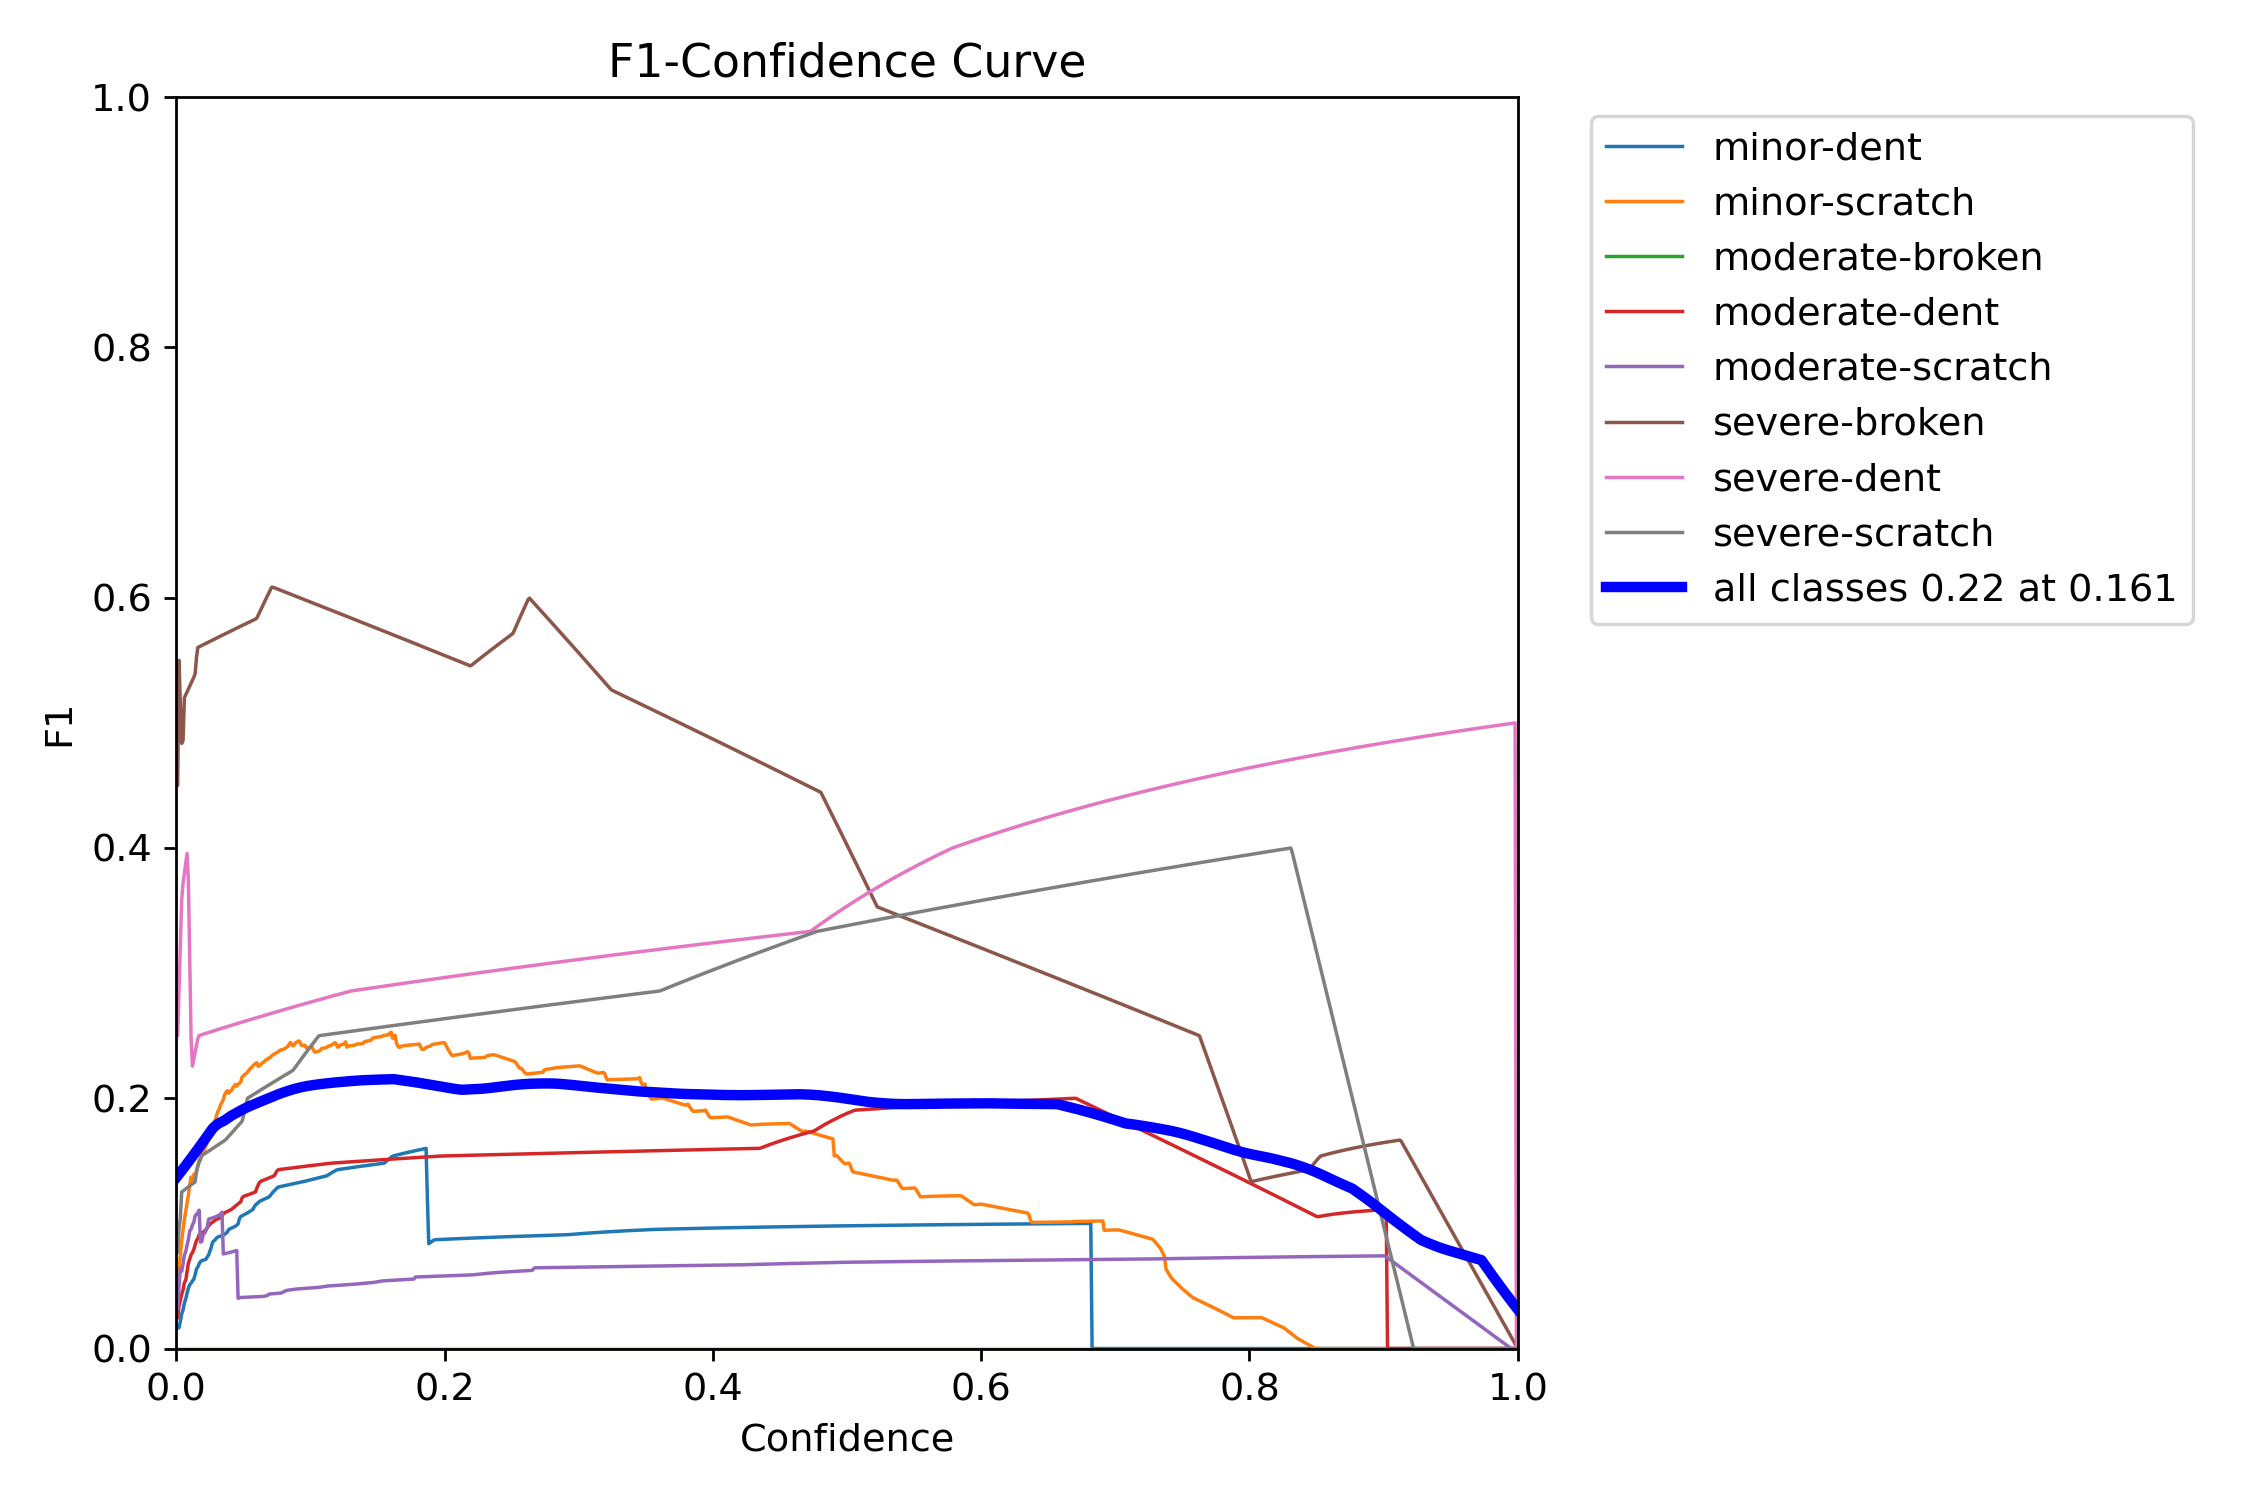 F1-Confidence Curve
1.0
0.8
0.6
0.4
0.2
0.0
F1
0.0 0.2 0.4 0.6 0.8 1.0
Confidence
minor-dent
minor-scratch
moderate-broken
moderate-dent
moderate-scratch
severe-broken
severe-dent
severe-scratch
all classes 0.22 at 0.161